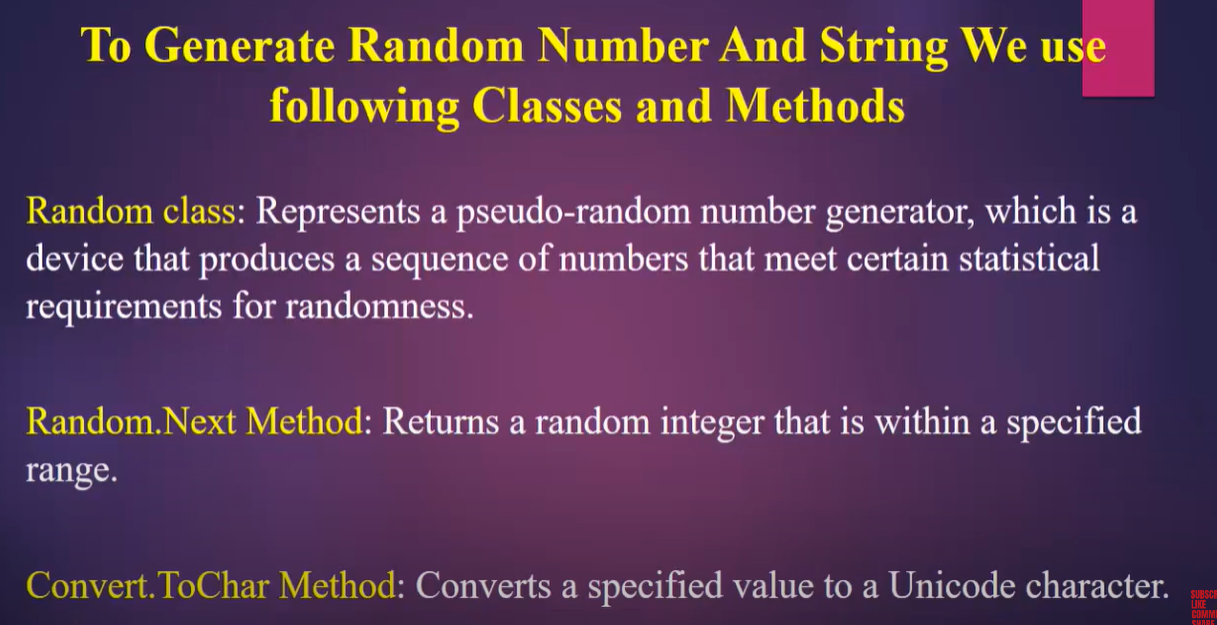 To Generate Random Number And String We use
following Classes and Methods
Random class: Represents a pseudo-random number generator, which is a
device that produces a sequence of numbers that meet certain statistical
requirements for randomness.
Random.Next Method: Returns a random integer that is within a specified
range.
Convert.ToChar Method: Converts a specified value to a Unicode character.
SUBSCR
LIKE
COMM
SHARE